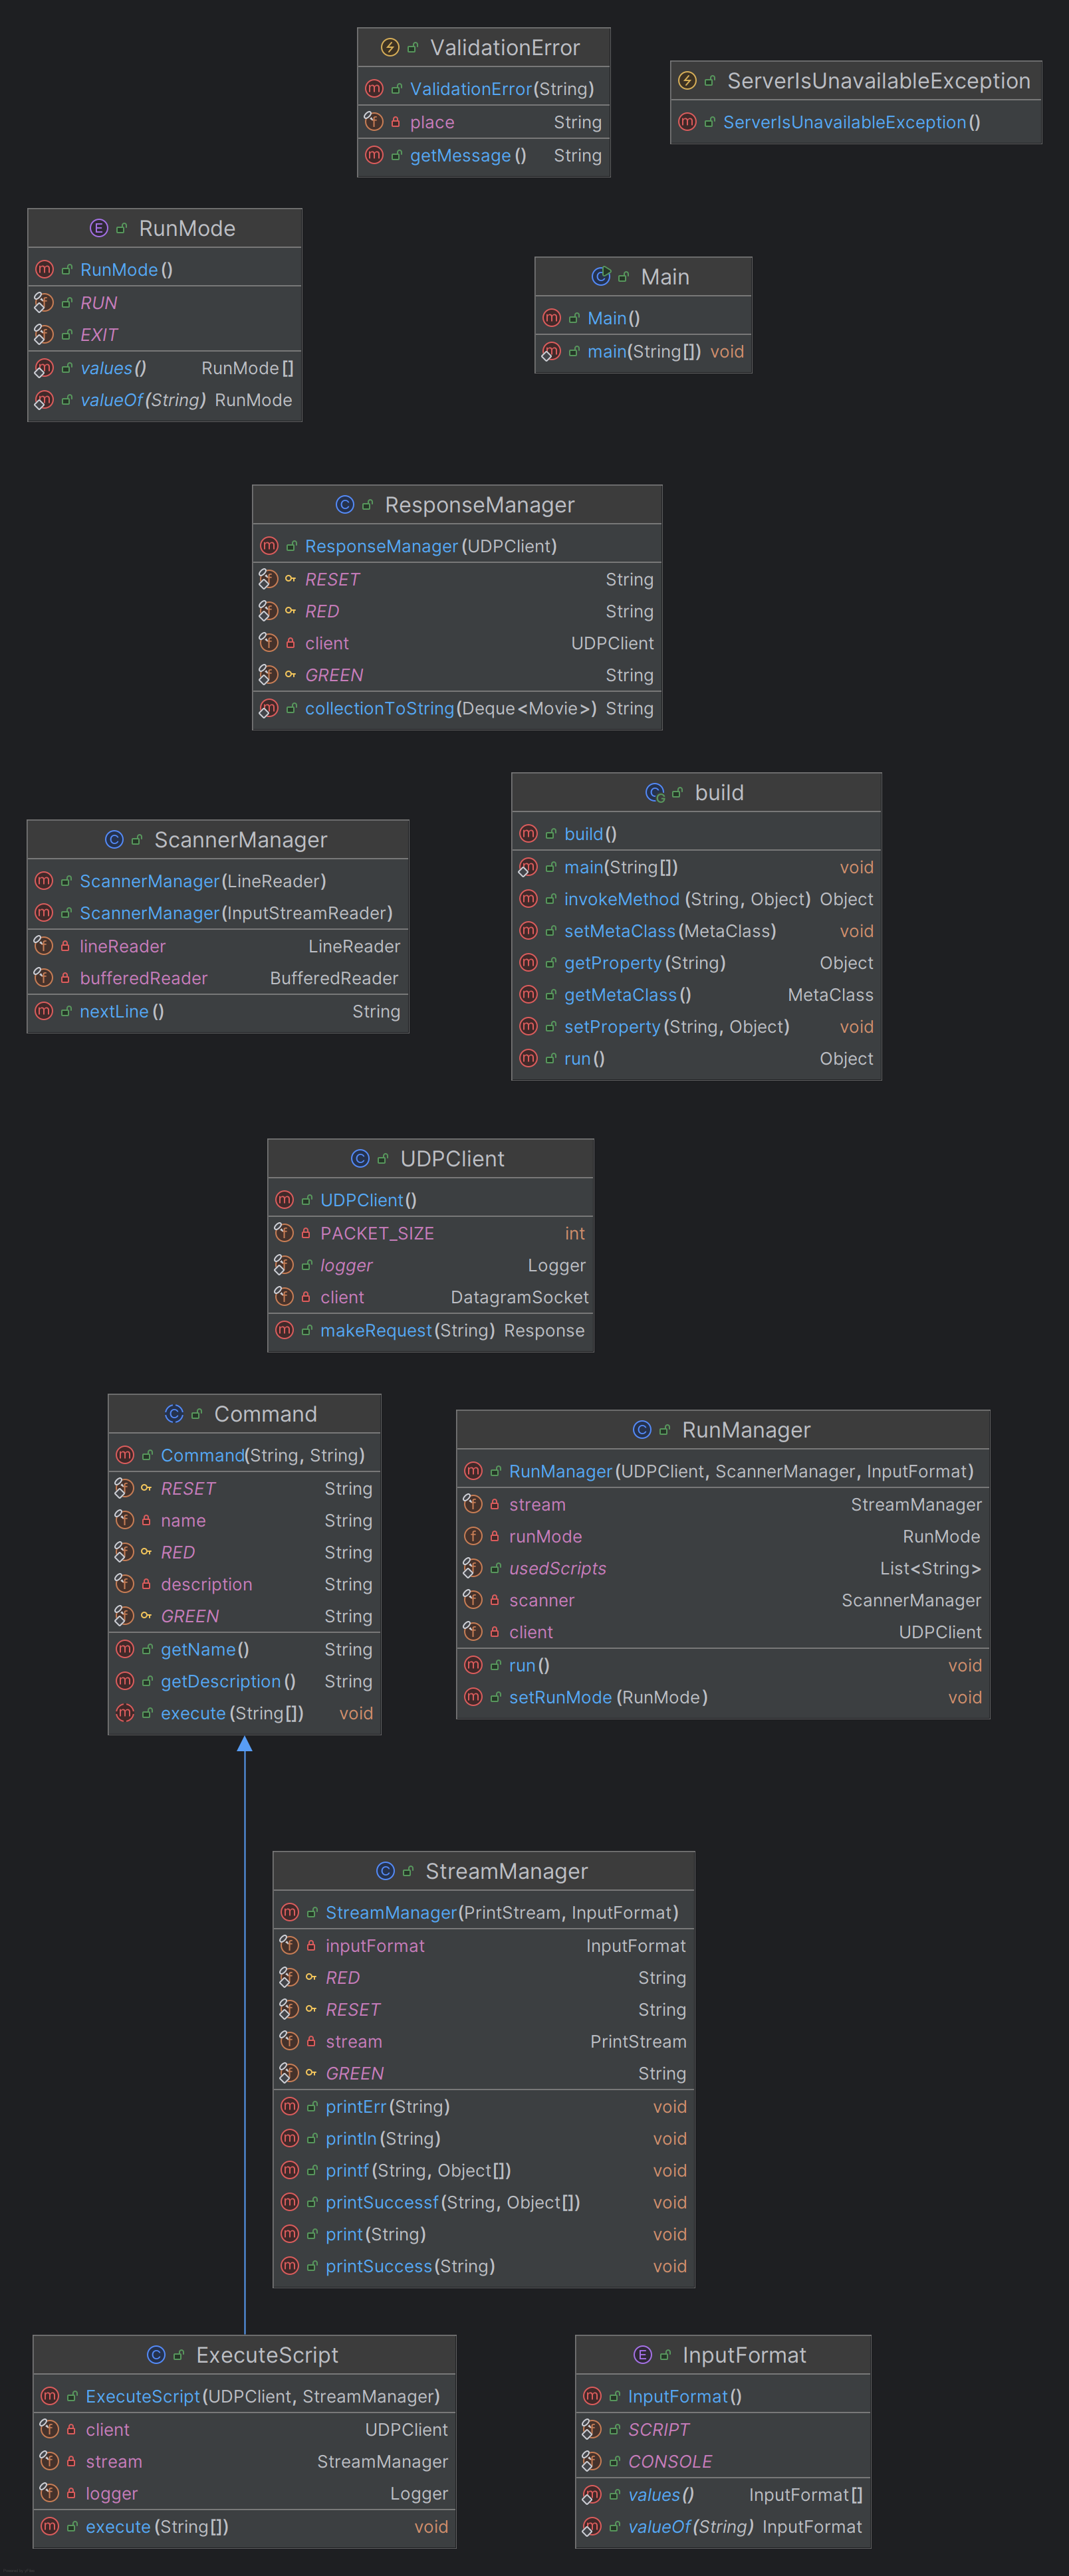 ValidationError
ValidationError(String)
place String
getMessage() String
ServerIsUnavailableException
ServerIsUnavailableException()
RunMode
RunMode()
RUN
EXIT
values() RunMode[]
valueOf(String) RunMode
Main
Main()
main(String[]) void
ResponseManager
ResponseManager(UDPClient)
RESET String
RED String
client UDPClient
GREEN String
collectionToString(Deque<Movie>) String
build
build()
main(String[]) void
invokeMethod(String, Object) Object
setMetaClass(MetaClass) void
getProperty(String) Object
getMetaClass() MetaClass
setProperty(String, Object) void
run() Object
ScannerManager
ScannerManager(LineReader)
ScannerManager(InputStreamReader)
lineReader LineReader
bufferedReader BufferedReader
nextLine() String
UDPClient
UDPClient()
PACKET_SIZE int
logger Logger
client DatagramSocket
makeRequest(String) Response
Command
Command(String, String)
RESET String
name String
RED String
description String
GREEN String
getName() String
getDescription() String
execute(String[]) void
RunManager
RunManager(UDPClient, ScannerManager, InputFormat)
stream StreamManager
runMode RunMode
usedScripts List<String>
scanner ScannerManager
client UDPClient
run() void
setRunMode(RunMode) void
StreamManager
StreamManager(PrintStream, InputFormat)
inputFormat InputFormat
RED String
RESET String
stream PrintStream
GREEN String
printErr(String) void
println(String) void
printf(String, Object[]) void
printSuccessf(String, Object[]) void
print(String) void
printSuccess(String) void
ExecuteScript
ExecuteScript(UDPClient, StreamManager)
client UDPClient
stream StreamManager
logger Logger
execute(String[]) void
InputFormat
InputFormat()
SCRIPT
CONSOLE
values() InputFormat[]
valueOf(String) InputFormat